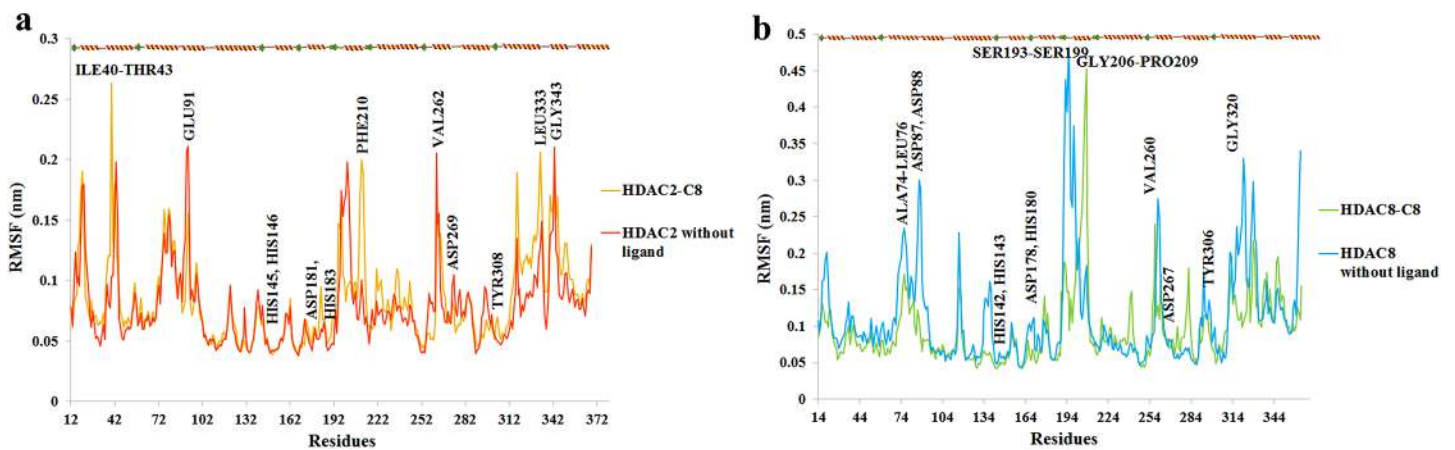 a
0.3
0.25
0.2
0.15
0.1
0.05
0
RMSF (nm)
ILE40-THR43
GLU91
HIS145, HIS146
ASP181,
HIS183
PHE210
VAL262
ASP269
TYR308
LEU333
GLY343
12 42 72 102 132 162 192 222 252 282 312 342 372
Residues
HDAC2-C8
HDAC2 without
ligand
b
0.5
0.45
0.4
0.35
0.3
0.25
0.2
0.15
0.1
0.05
0
RMSF (nm)
SER193-SER199
GLY206-PRO209
ALA74-LEU76
ASP87, ASP88
HIS142, HIS143
ASP178, HIS180
VAL260
ASP267
TYR306
GLY320
14 44 74 104 134 164 194 224 254 284 314 344
Residues
HDAC8-C8
HDAC8
without ligand